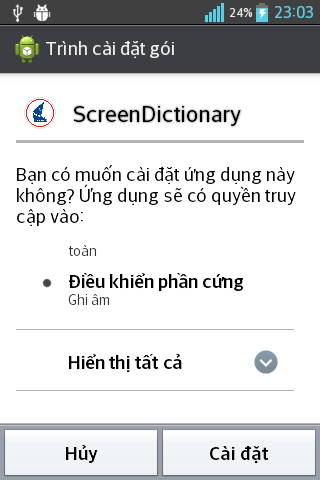 24% 23:03
Trình cài đặt gói
ScreenDictionary
Bạn có muốn cài đặt ứng dụng này
không? Ứng dụng sẽ có quyền truy
cập vào:
toàn
Điều khiển phần cứng
Ghi âm
Hiển thị tất cả
Hủy
Cài đặt